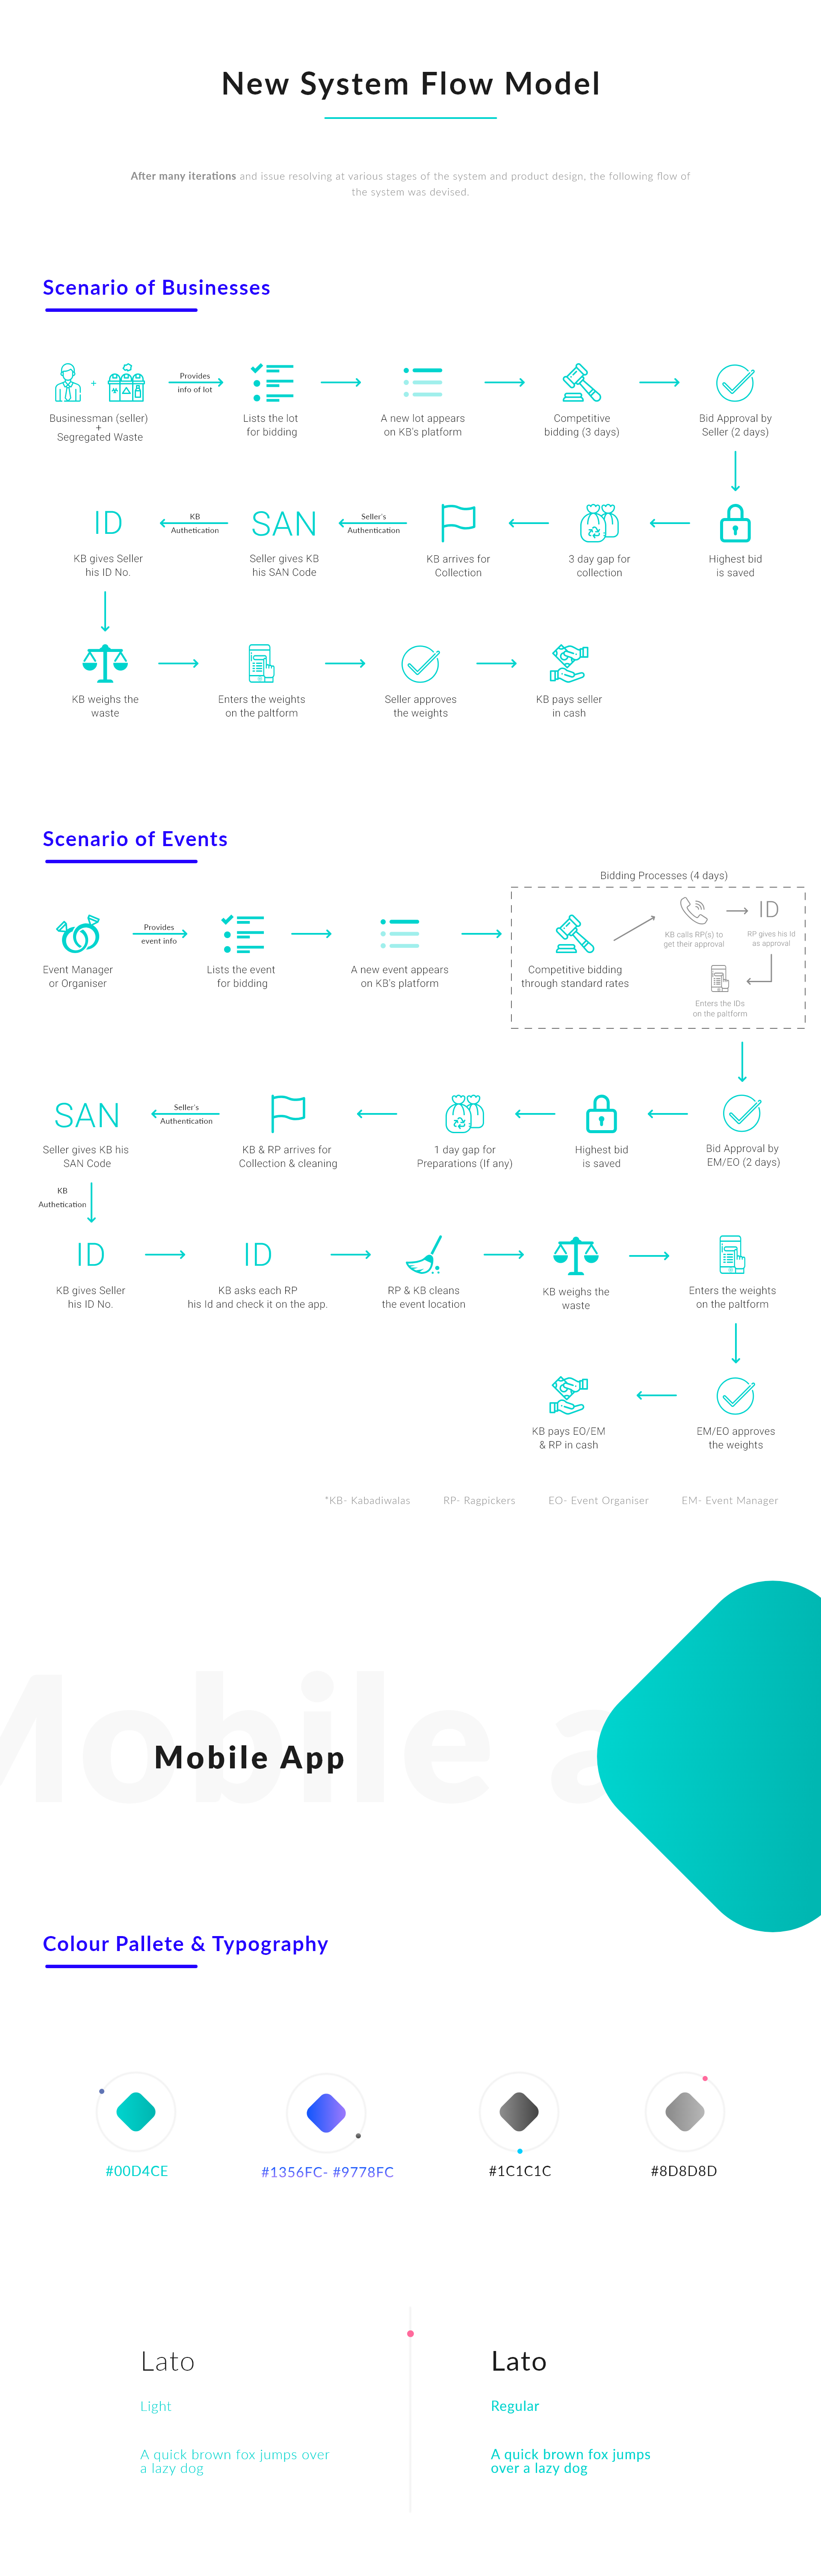 New System Flow Model
After many iterations and issue resolving at various stages of the system and product design, the following flow of
the system was devised.
Scenario of Businesses
Businessman (seller)
+
Segregated Waste
+
Provides
info of lot
Lists the lot
for bidding
A new lot appears
on KB's platform
Competitive
bidding (3 days)
Bid Approval by
Seller (2 days)
Highest bid
is saved
3 day gap for
collection
KB arrives for
Collection
Seller's
Authentication
SAN
Seller gives KB
his SAN Code
KB
Authetication
ID
KB gives Seller
his ID No.
KB weighs the
waste
Enters the weights
on the paltform
Seller approves
the weights
KB pays seller
in cash
Scenario of Events
Event Manager
or Organiser
Provides
event info
Lists the event
for bidding
A new event appears
on KB's platform
Bidding Processes (4 days)
Competitive bidding
through standard rates
KB calls RP(s) to
get their approval
ID
RP gives his id
as approval
Enters the IDs
on the paltform
Bid Approval by
EM/EO (2 days)
Highest bid
is saved
1 day gap for
Preparations (If any)
KB & RP arrives for
Collection & cleaning
Seller's
Authentication
SAN
Seller gives KB his
SAN Code
KB
Authetication
ID
KB gives Seller
his ID No.
ID
KB asks each RP
his Id and check it on the app.
RP & KB cleans
the event location
KB weighs the
waste
Enters the weights
on the paltform
EM/EO approves
the weights
KB pays EO/EM
& RP in cash
*KB- Kabadiwalas
RP- Ragpickers
EO- Event Organiser
EM- Event Manager
Mobile a
Mobile App
Colour Pallete & Typography
#00D4CE
#1356FC- #9778FC
#1C1C1C
#8D8D8D
Lato
Light
A quick brown fox jumps over
a lazy dog
Lato
Regular
A quick brown fox jumps
over a lazy dog